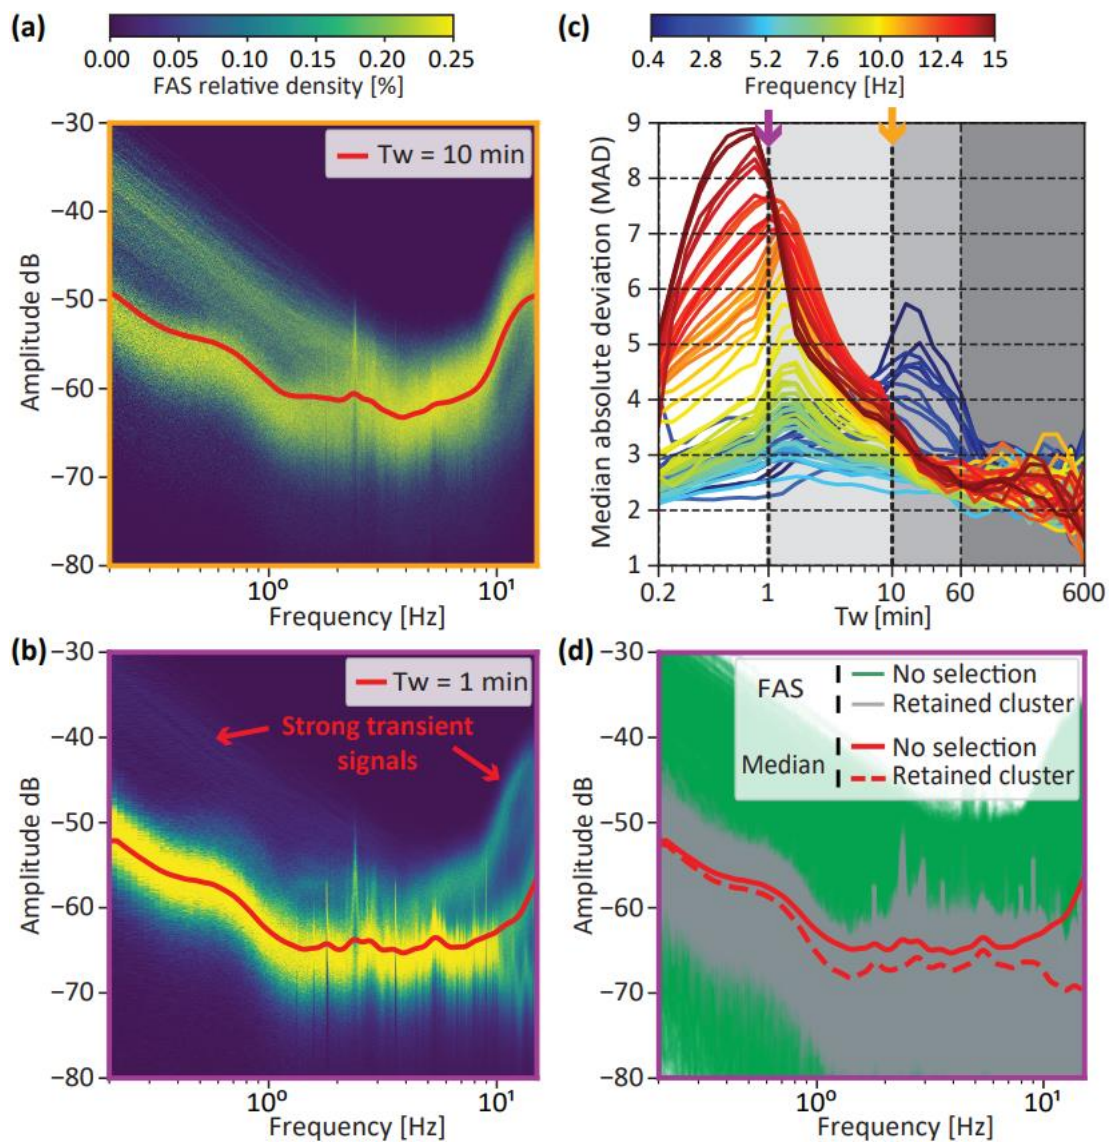 (a)
0.00 0.05 0.10 0.15 0.20 0.25
FAS relative density [%]
Tw = 10 min
−30
−40
−50
−60
−70
−80
Amplitude dB
10⁰ 10¹
Frequency [Hz]
(c)
0.4 2.8 5.2 7.6 10.0 12.4 15
Frequency [Hz]
9
8
7
6
5
4
3
2
1
Median absolute deviation (MAD)
0.2 1 10 60 600
Tw [min]
(b)
Tw = 1 min
Strong transient
signals
−30
−40
−50
−60
−70
−80
Amplitude dB
10⁰ 10¹
Frequency [Hz]
(d)
FAS
No selection
Retained cluster
Median
No selection
Retained cluster
−30
−40
−50
−60
−70
−80
Amplitude dB
10⁰ 10¹
Frequency [Hz]